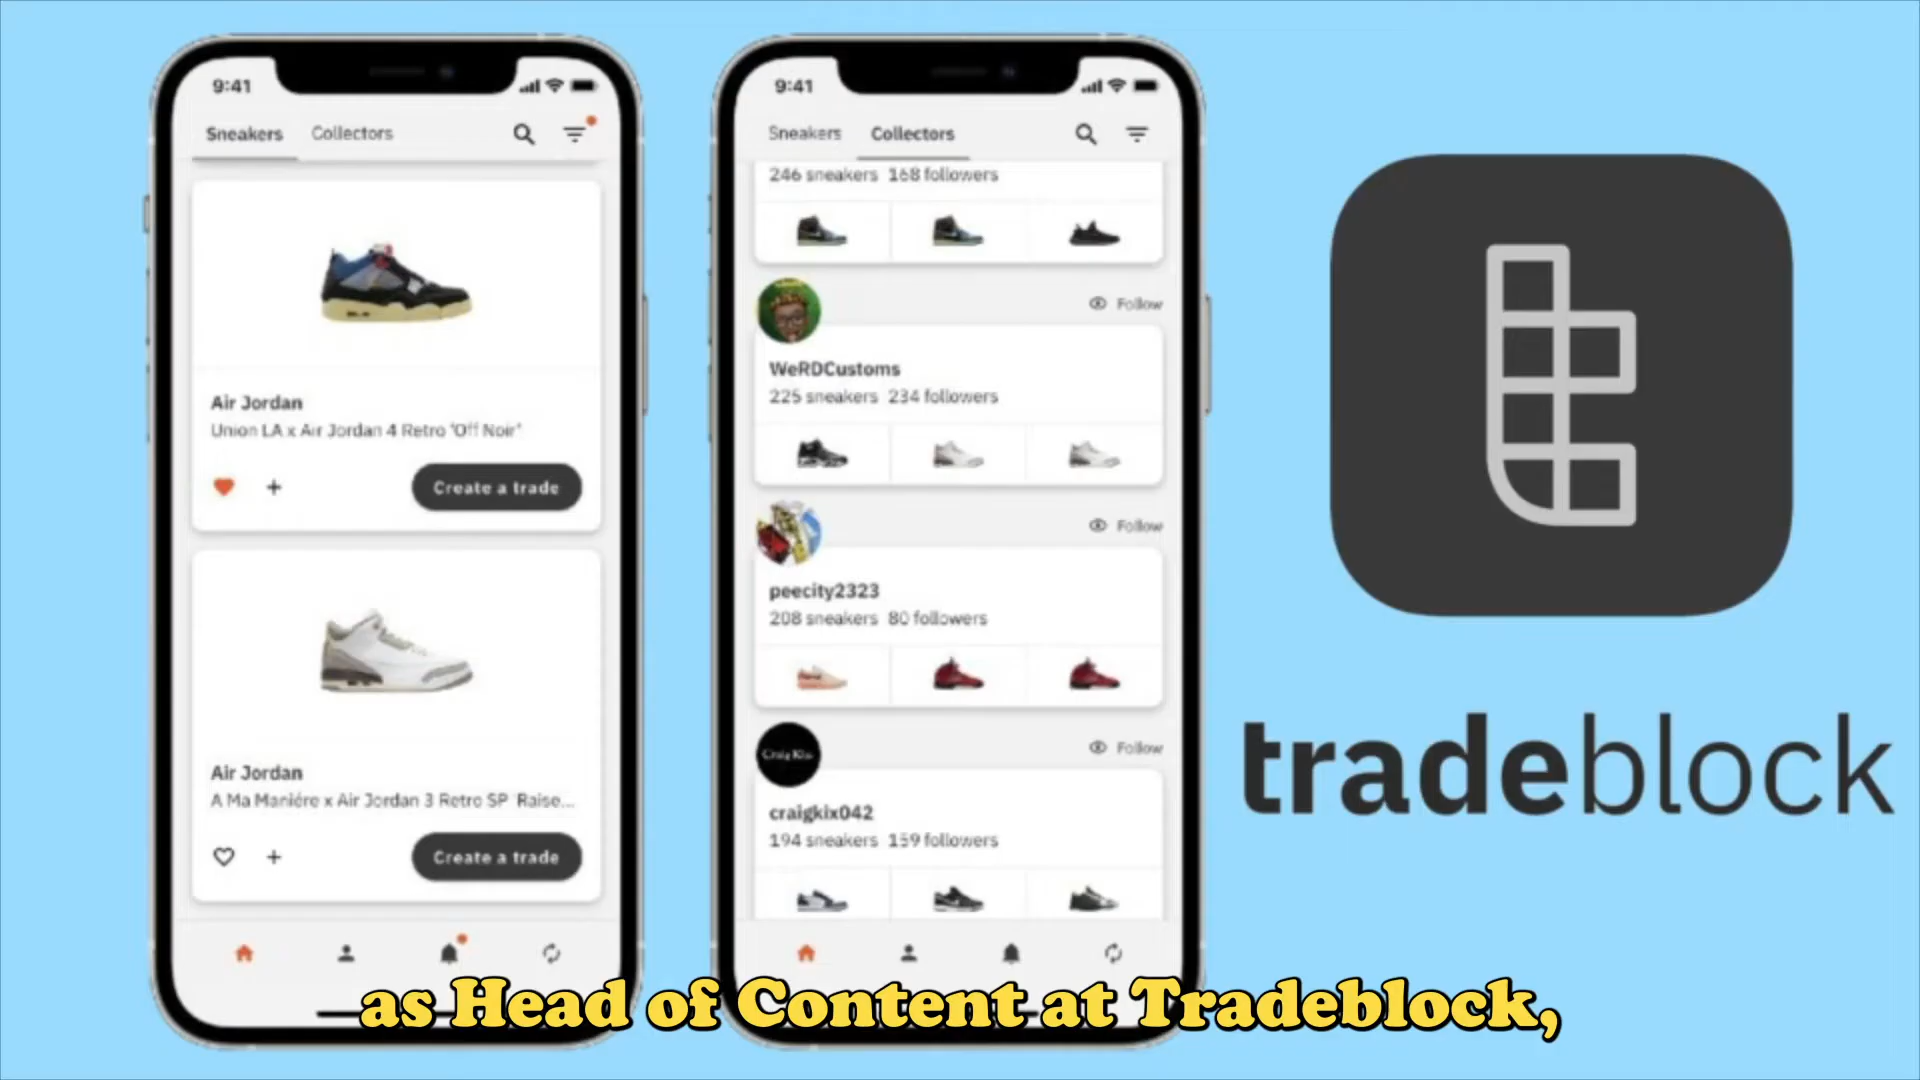 9:41
Sneakers Collectors
Air Jordan
Union LA x Air Jordan 4 Retro 'Off Noir'
Create a trade
Air Jordan
A Ma Maniére x Air Jordan 3 Retro SP 'Raise...
Create a trade
9:41
Sneakers Collectors
246 sneakers 168 followers
Follow
WeRDCustoms
225 sneakers 234 followers
Follow
peecity2323
208 sneakers 80 followers
Craig Kix
Follow
craigkix042
194 sneakers 159 followers
tradeblock
as Head of Content at Tradeblock,